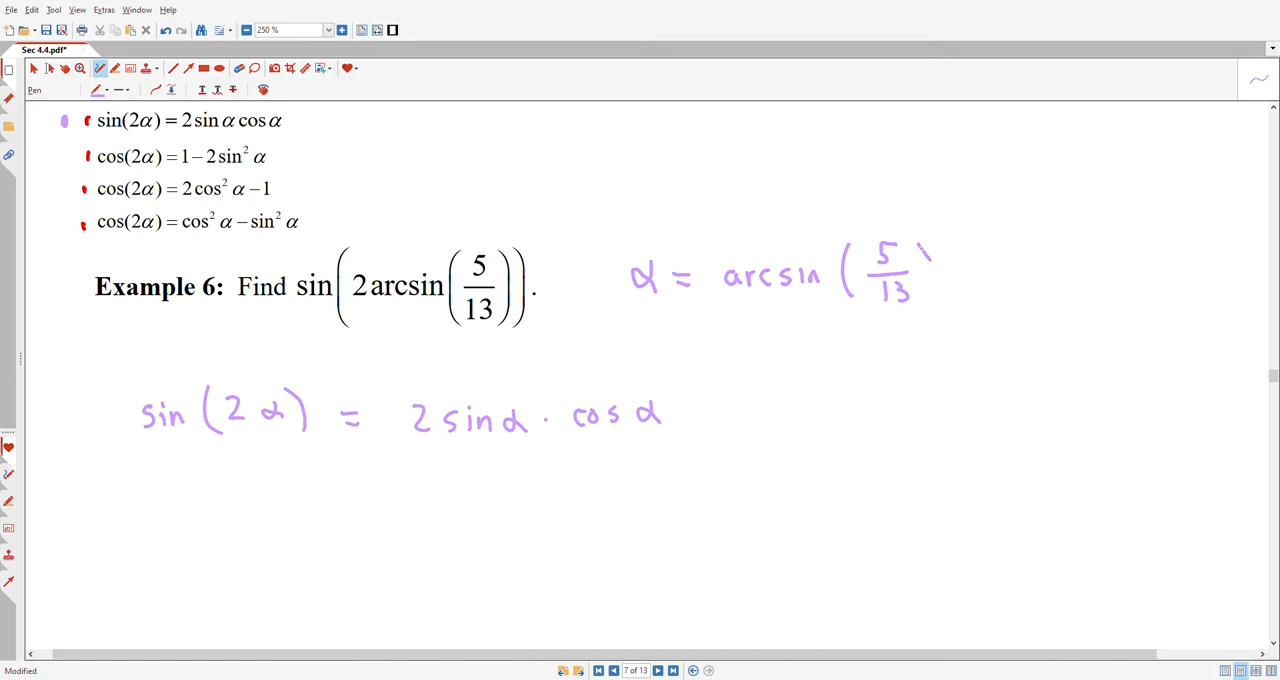 File Edit Tool View Extras Window Help
250 %
Sec 4.4.pdf*
Pen
sin(2α) = 2 sin α cos α
cos(2α) = 1 − 2 sin² α
cos(2α) = 2 cos² α − 1
cos(2α) = cos² α − sin² α
Example 6: Find sin(2 arcsin(5/13)).
α = arcsin (5/13
sin (2 α) = 2 sin α · cos α
Modified
7 of 13